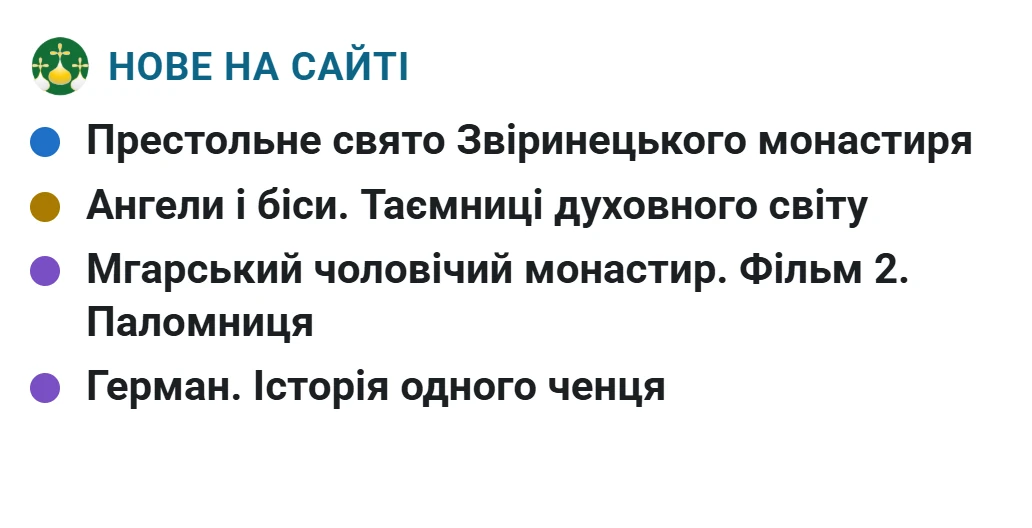 НОВЕ НА САЙТІ
Престольне свято Звіринецького монастиря
Ангели і біси. Таємниці духовного світу
Мгарський чоловічий монастир. Фільм 2.
Паломниця
Герман. Історія одного ченця